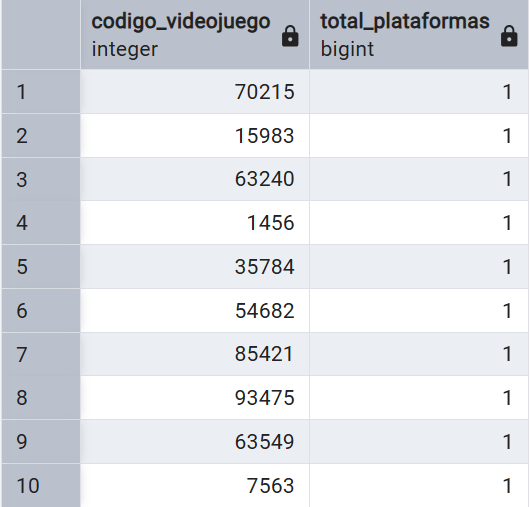 codigo_videojuego total_plataformas
integer bigint
1 70215 1
2 15983 1
3 63240 1
4 1456 1
5 35784 1
6 54682 1
7 85421 1
8 93475 1
9 63549 1
10 7563 1